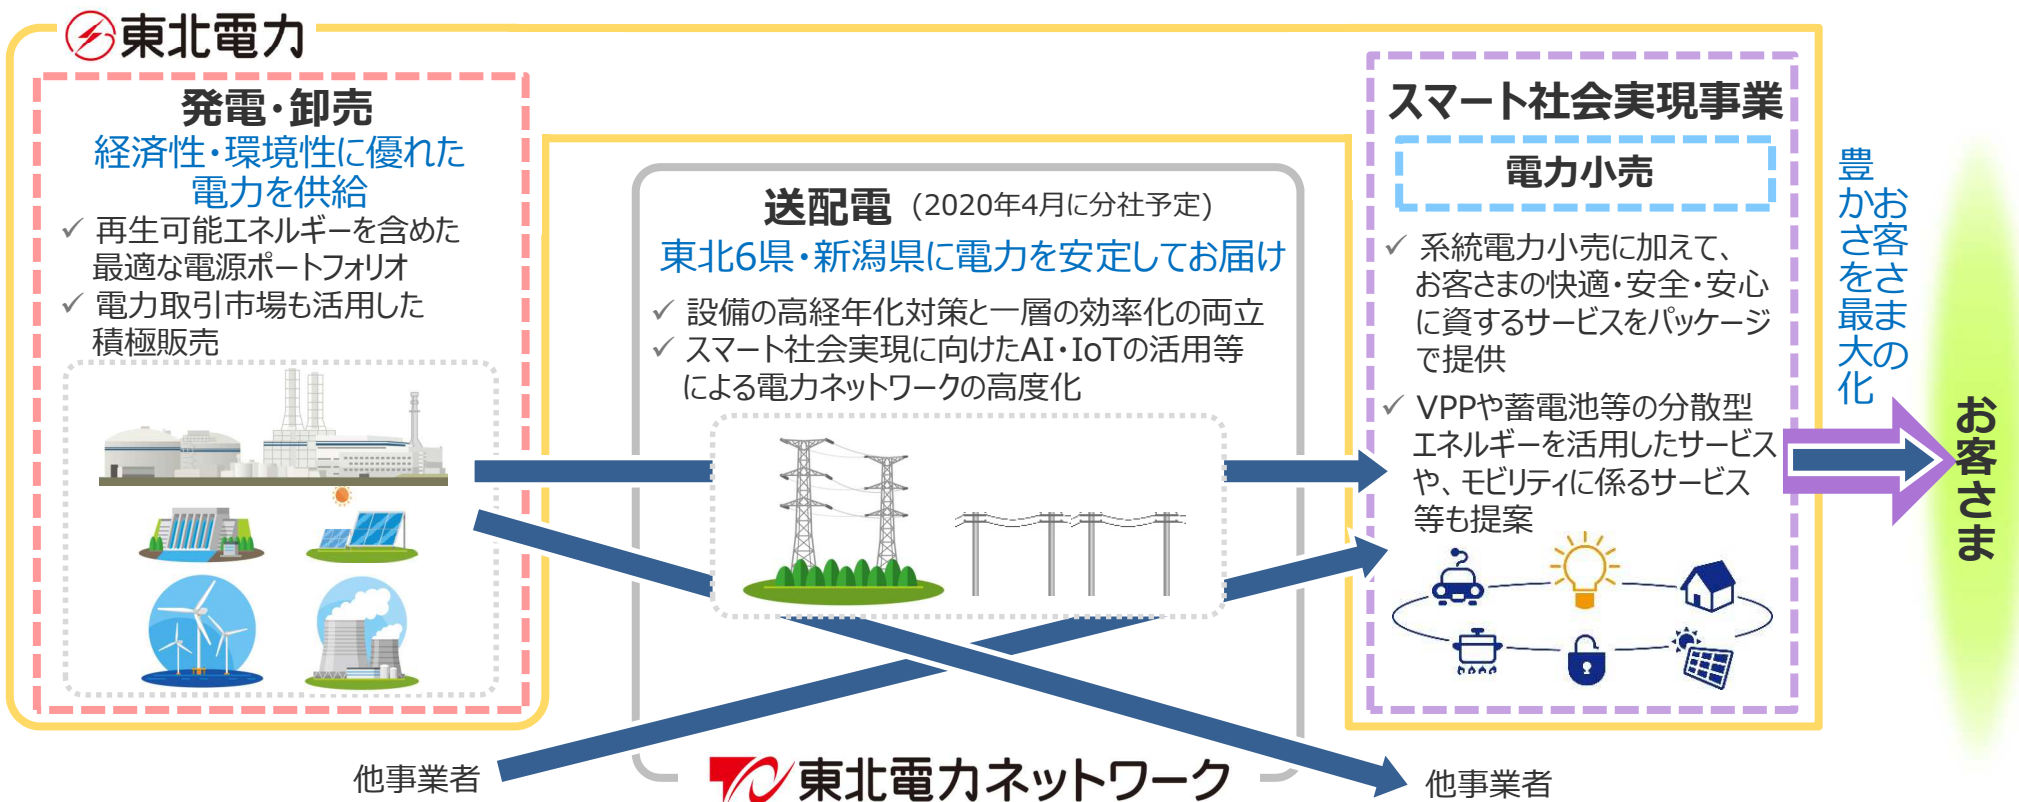 東北電力
発電・卸売
経済性・環境性に優れた
電力を供給
✓ 再生可能エネルギーを含めた
最適な電源ポートフォリオ
✓ 電力取引市場も活用した
積極販売
送配電 (2020年4月に分社予定)
東北6県・新潟県に電力を安定してお届け
✓ 設備の高経年化対策と一層の効率化の両立
✓ スマート社会実現に向けたAI・IoTの活用等
による電力ネットワークの高度化
東北電力ネットワーク
スマート社会実現事業
電力小売
✓ 系統電力小売に加えて、
お客さまの快適・安全・安心
に資するサービスをパッケージ
で提供
✓ VPPや蓄電池等の分散型
エネルギーを活用したサービス
や、モビリティに係るサービス
等も提案
お客さまの
豊かさを最大化
お客さま
他事業者
他事業者